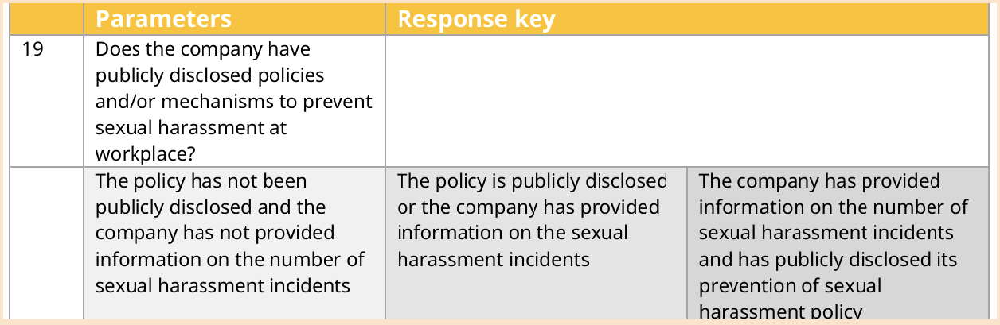 Parameters Response key
19 Does the company have
publicly disclosed policies
and/or mechanisms to prevent
sexual harassment at
workplace?
The policy has not been
publicly disclosed and the
company has not provided
information on the number of
sexual harassment incidents
The policy is publicly disclosed
or the company has provided
information on the sexual
harassment incidents
The company has provided
information on the number of
sexual harassment incidents
and has publicly disclosed its
prevention of sexual
harassment policy